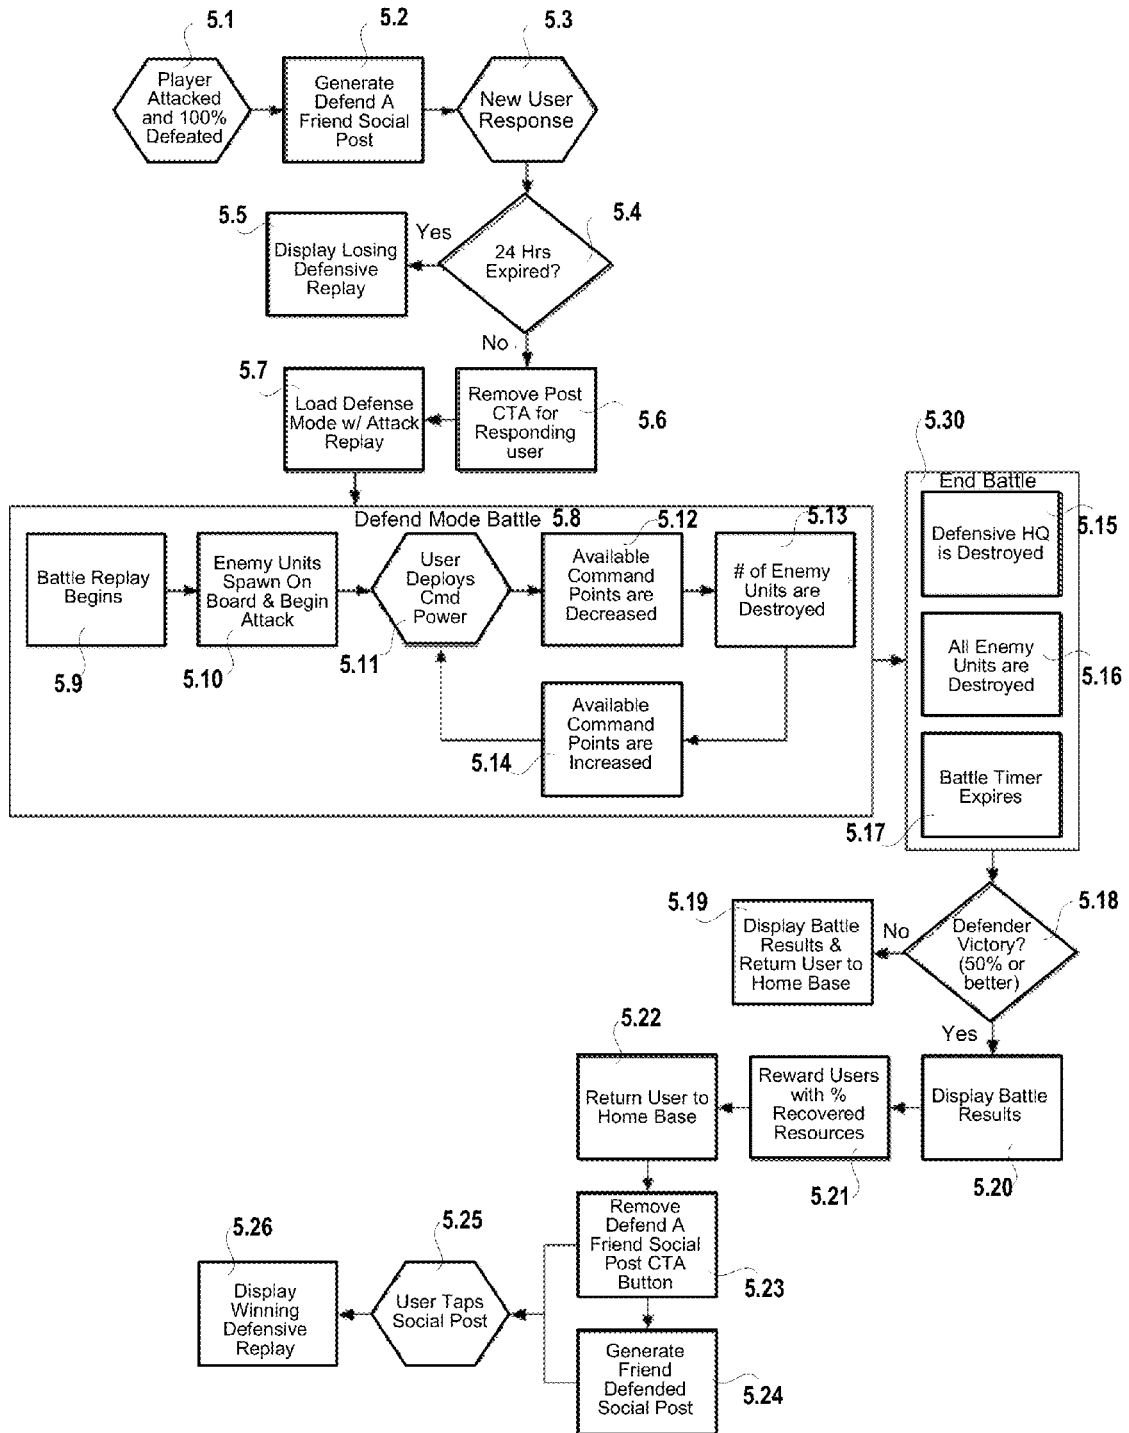 5.1
5.2
5.3
Player
Attacked
and 100%
Defeated
Generate
Defend A
Friend Social
Post
New User
Response
5.4
5.5
Yes
24 Hrs
Expired?
Display Losing
Defensive
Replay
No
5.7
Load Defense
Mode w/ Attack
Replay
Remove Post
CTA for
Responding
user
5.6
5.30
End Battle
Defend Mode Battle
5.8
5.12
5.13
5.15
Battle Replay
Begins
5.9
Enemy Units
Spawn On
Board & Begin
Attack
5.10
User
Deploys
Cmd
Power
5.11
Available
Command
Points are
Decreased
# of Enemy
Units are
Destroyed
Defensive HQ
is Destroyed
All Enemy
Units are
Destroyed
5.16
Available
Command
Points are
Increased
5.14
Battle Timer
Expires
5.17
5.19
5.18
Display Battle
Results &
Return User to
Home Base
No
Defender
Victory?
(50% or
better)
Yes
5.22
Return User to
Home Base
Reward Users
with %
Recovered
Resources
5.21
Display Battle
Results
5.20
5.26
5.25
Remove
Defend A
Friend Social
Post CTA
Button
5.23
Display
Winning
Defensive
Replay
User Taps
Social Post
Generate
Friend
Defended
Social Post
5.24